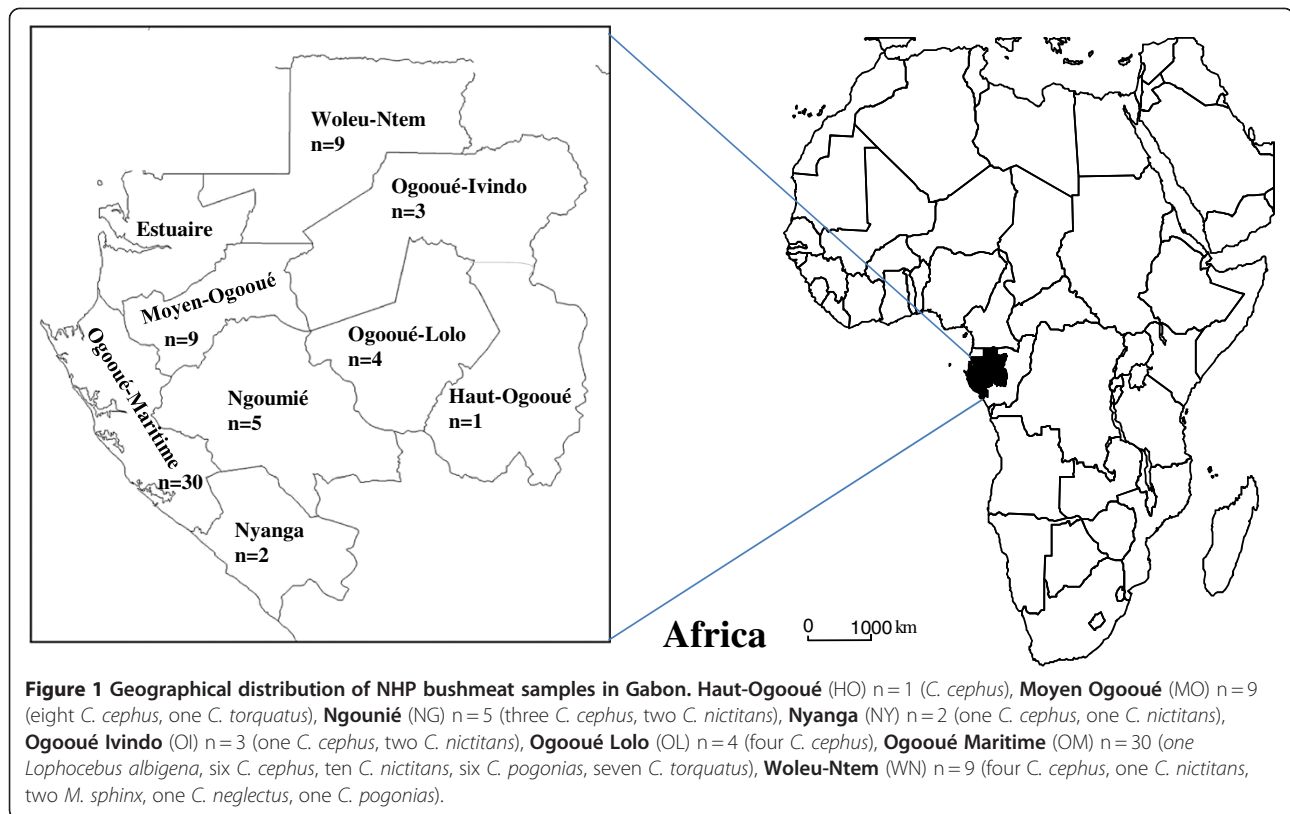 Woleu-Ntem
n=9
Ogooué-Ivindo
n=3
Estuaire
Moyen-Ogooué
n=9
Ogooué-Lolo
n=4
Ogooué-Maritime
n=30
Ngoumié
n=5
Haut-Ogooué
n=1
Nyanga
n=2
Africa
0 1000 km
Figure 1 Geographical distribution of NHP bushmeat samples in Gabon. Haut-Ogooué (HO) n = 1 (C. cephus), Moyen Ogooué (MO) n = 9
(eight C. cephus, one C. torquatus), Ngounié (NG) n = 5 (three C. cephus, two C. nictitans), Nyanga (NY) n = 2 (one C. cephus, one C. nictitans),
Ogooué Ivindo (OI) n = 3 (one C. cephus, two C. nictitans), Ogooué Lolo (OL) n = 4 (four C. cephus), Ogooué Maritime (OM) n = 30 (one
Lophocebus albigena, six C. cephus, ten C. nictitans, six C. pogonias, seven C. torquatus), Woleu-Ntem (WN) n = 9 (four C. cephus, one C. nictitans,
two M. sphinx, one C. neglectus, one C. pogonias).